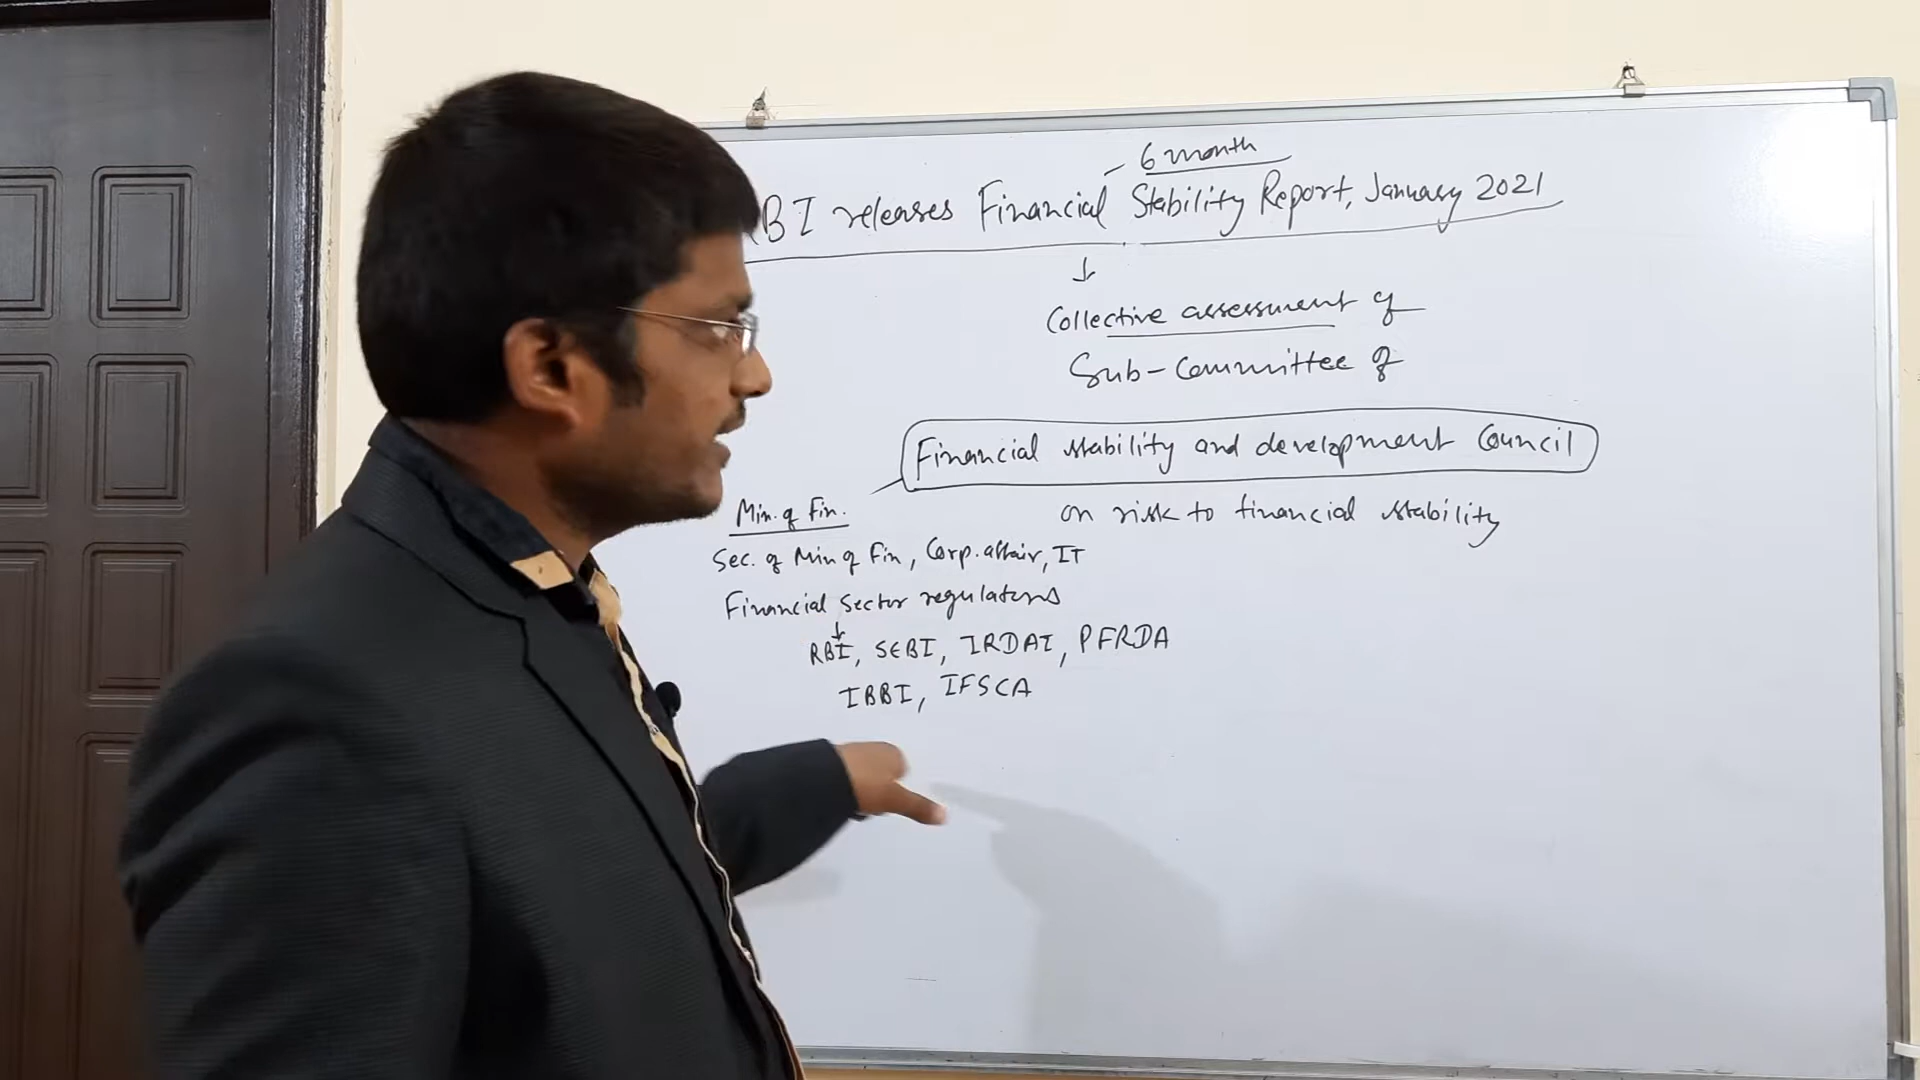 6 month
RBI releases Financial Stability Report, January 2021
Collective assessment of
Sub-Committee of
Financial stability and development Council
on risk to financial stability
Min. of Fin.
Sec. of Min of Fin, Corp. affair, IT
Financial Sector regulators
RBI, SEBI, IRDAI, PFRDA
IBBI, IFSCA